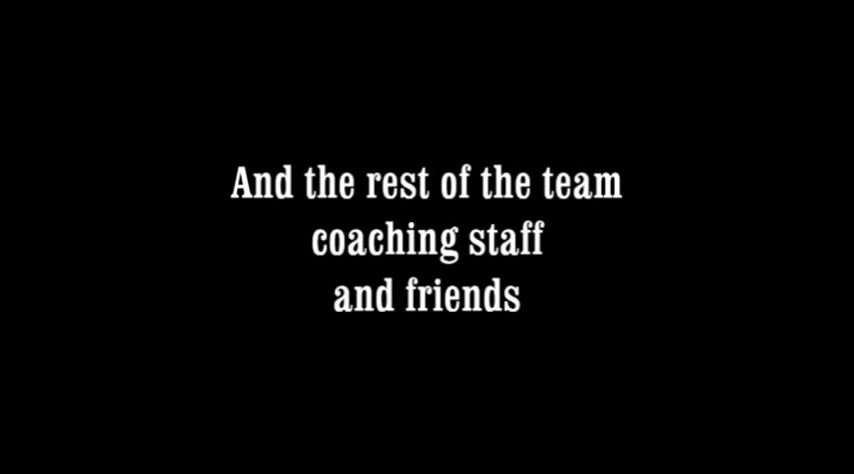 And the rest of the team
coaching staff
and friends